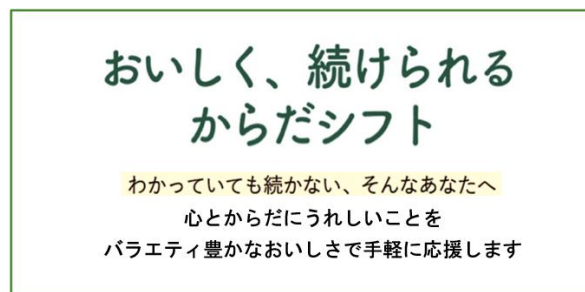 おいしく、続けられる
からだシフト
わかっていても続かない、そんなあなたへ
心とからだにうれしいことを
バラエティ豊かなおいしさで手軽に応援します